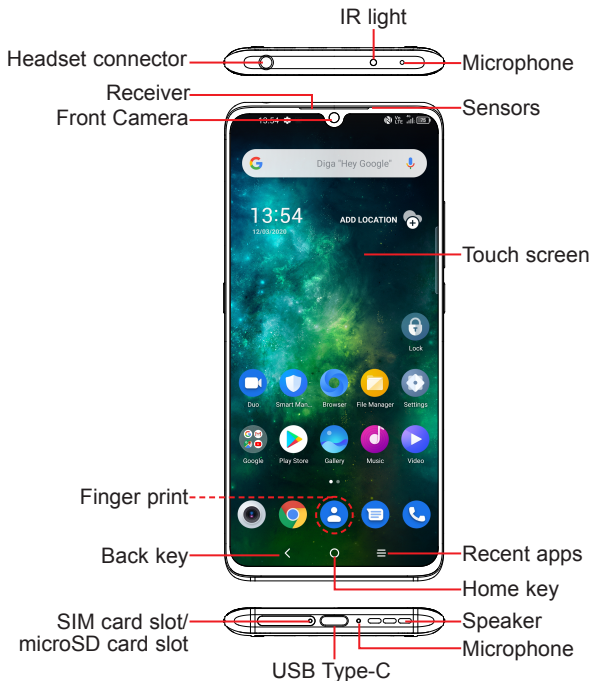 IR light
Headset connector
Microphone
Receiver
Sensors
Front Camera
13:54
Diga "Hey Google"
13:54
ADD LOCATION
12/03/2020
Touch screen
Lock
Duo
Smart Man...
Browser
File Manager
Settings
Google
Play Store
Gallery
Music
Video
Finger print
Back key
Recent apps
Home key
SIM card slot/
microSD card slot
Speaker
Microphone
USB Type-C